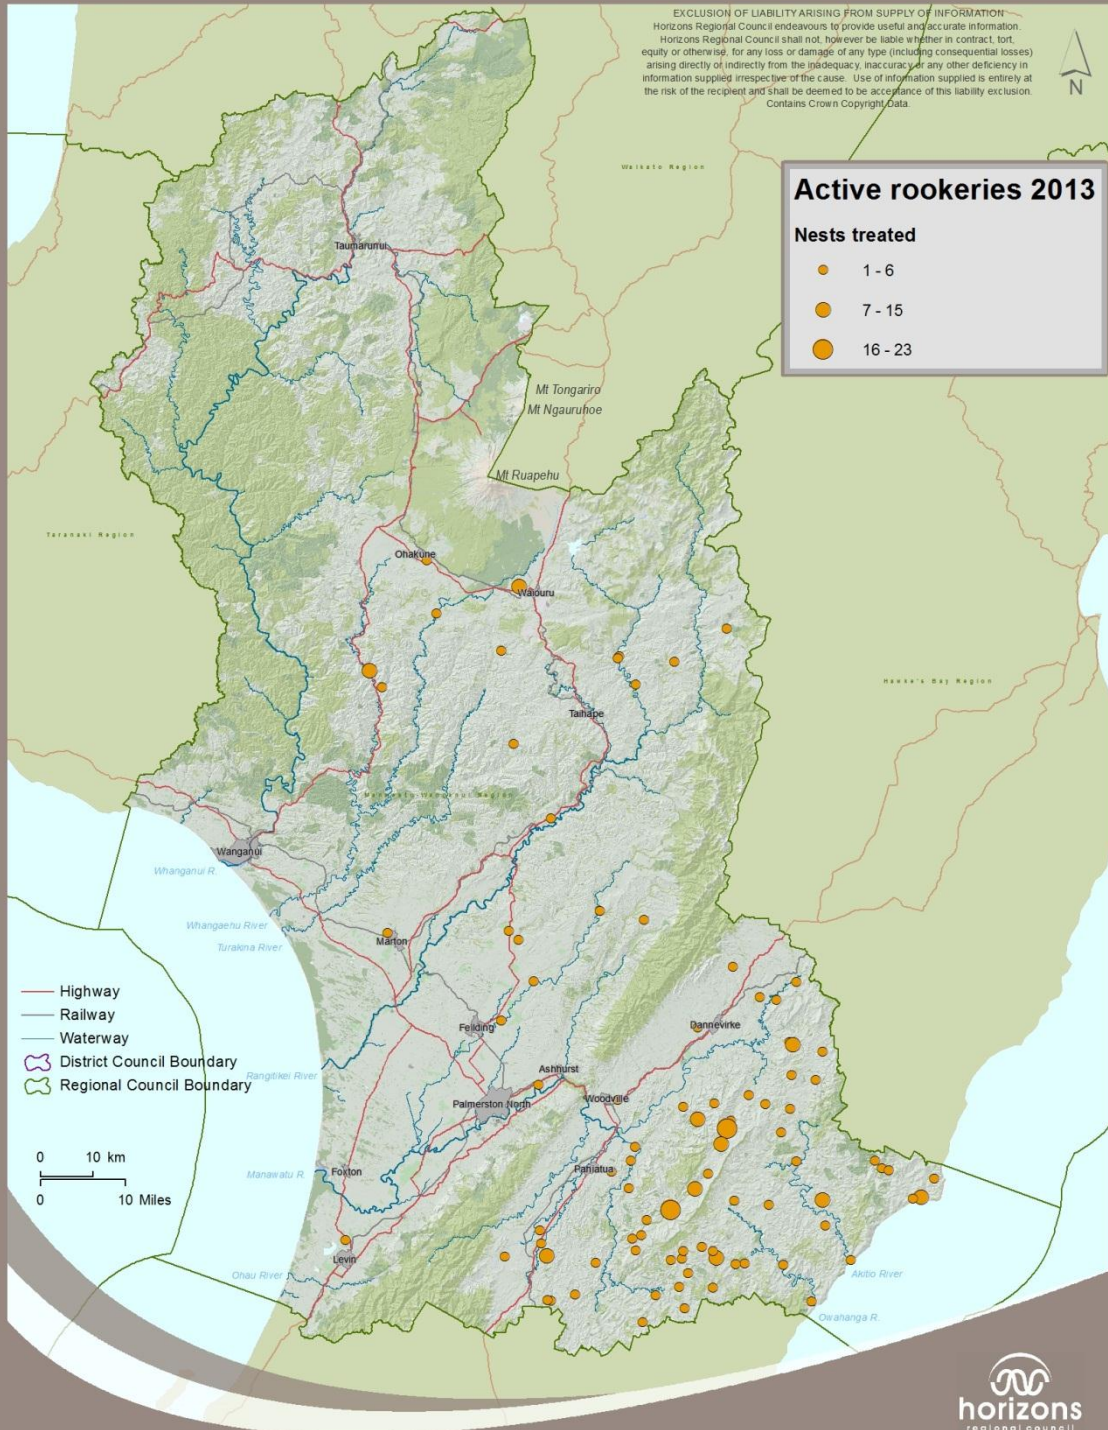 EXCLUSION OF LIABILITY ARISING FROM SUPPLY OF INFORMATION
Horizons Regional Council endeavours to provide useful and accurate information.
Horizons Regional Council shall not, however be liable whether in contract, tort,
equity or otherwise, for any loss or damage of any type (including consequential losses)
arising directly or indirectly from the inadequacy, inaccuracy or any other deficiency in
information supplied irrespective of the cause. Use of information supplied is entirely at
the risk of the recipient and shall be deemed to be acceptance of this liability exclusion.
Contains Crown Copyright Data.
N
Waikato Region
Active rookeries 2013
Nests treated
1 - 6
7 - 15
16 - 23
Taumarunui
Mt Tongariro
Mt Ngauruhoe
Mt Ruapehu
Taranaki Region
Ohakune
Waiouru
Hawke's Bay Region
Taihape
Manawatu-Wanganui Region
Wanganui
Whanganui R.
Whangaehu River
Turakina River
Marton
Highway
Railway
Waterway
District Council Boundary
Regional Council Boundary
Feilding
Dannevirke
Rangitikei River
Ashhurst
Palmerston North
Woodville
0 10 km
0 10 Miles
Manawatu R
Foxton
Pahiatua
Levin
Ohau River
Akitio River
Owahanga R.
horizons
regional council